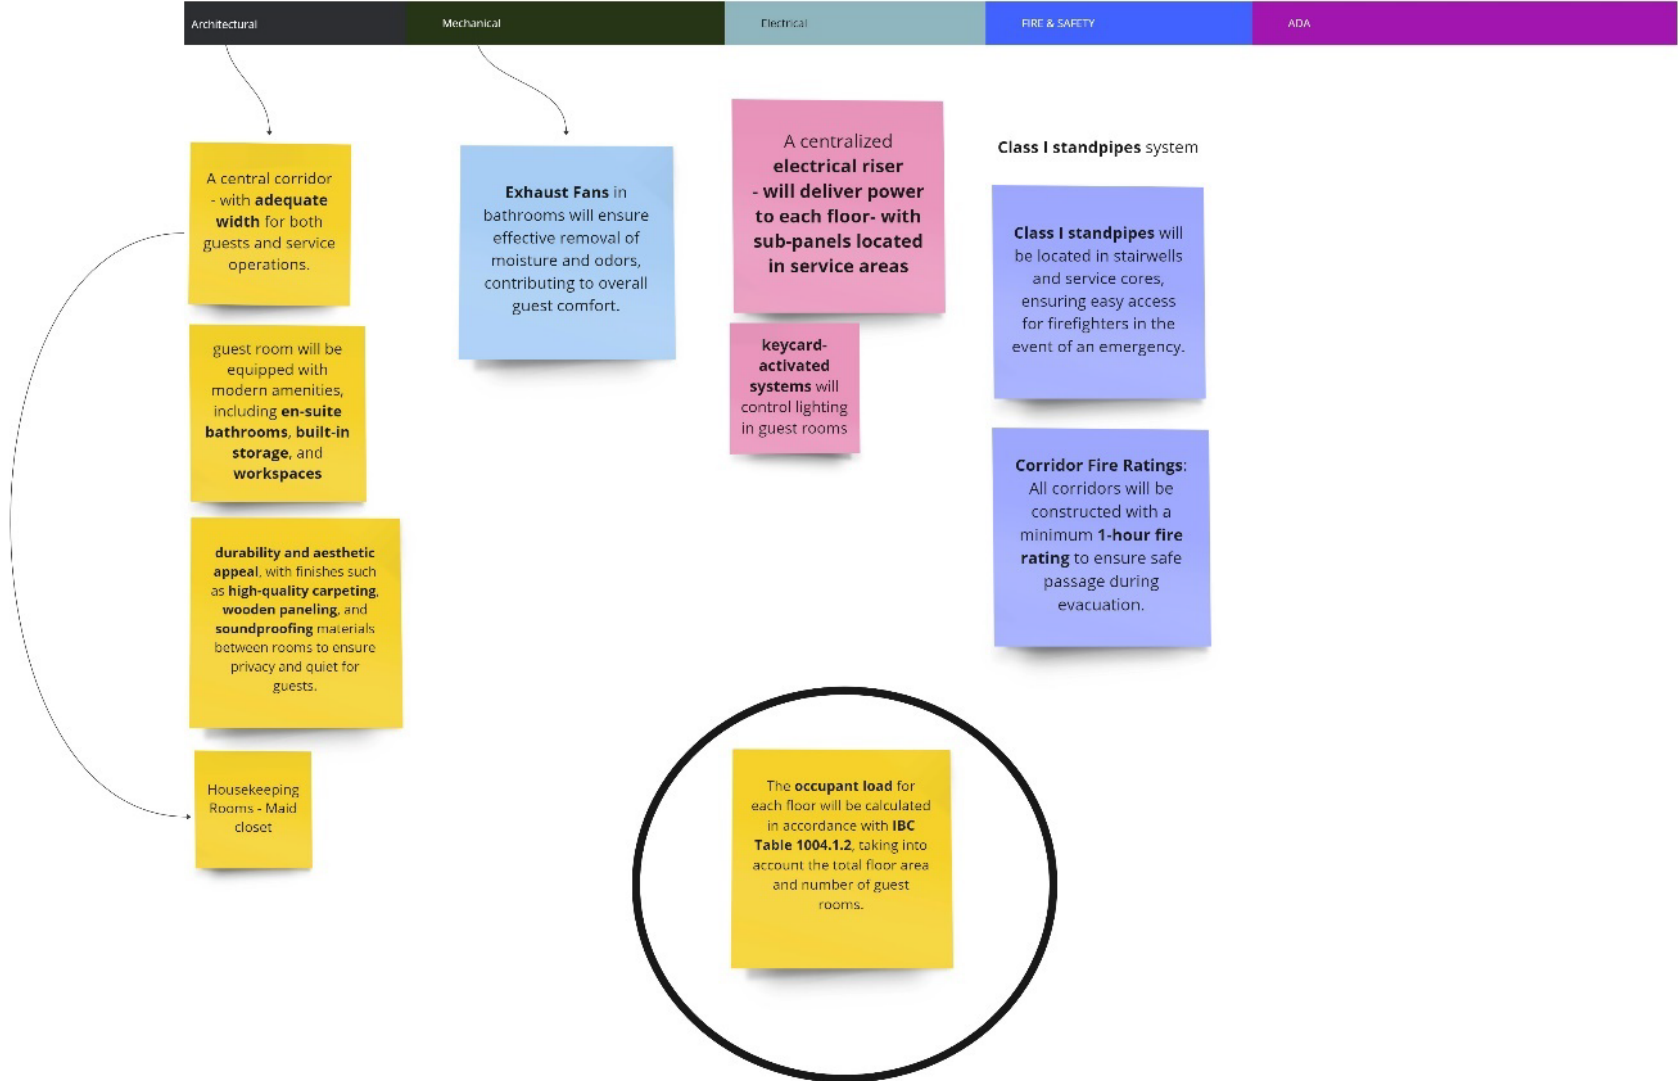 Architectural
Mechanical
Electrical
FIRE & SAFETY
ADA
A central corridor
- with adequate
width for both
guests and service
operations.
guest room will be
equipped with
modern amenities,
including en-suite
bathrooms, built-in
storage, and
workspaces
durability and aesthetic
appeal, with finishes such
as high-quality carpeting,
wooden paneling, and
soundproofing materials
between rooms to ensure
privacy and quiet for
guests.
Housekeeping
Rooms - Maid
closet
Exhaust Fans in
bathrooms will ensure
effective removal of
moisture and odors,
contributing to overall
guest comfort.
A centralized
electrical riser
- will deliver power
to each floor- with
sub-panels located
in service areas
keycard-
activated
systems will
control lighting
in guest rooms
Class I standpipes system
Class I standpipes will
be located in stairwells
and service cores,
ensuring easy access
for firefighters in the
event of an emergency.
Corridor Fire Ratings:
All corridors will be
constructed with a
minimum 1-hour fire
rating to ensure safe
passage during
evacuation.
The occupant load for
each floor will be calculated
in accordance with IBC
Table 1004.1.2, taking into
account the total floor area
and number of guest
rooms.